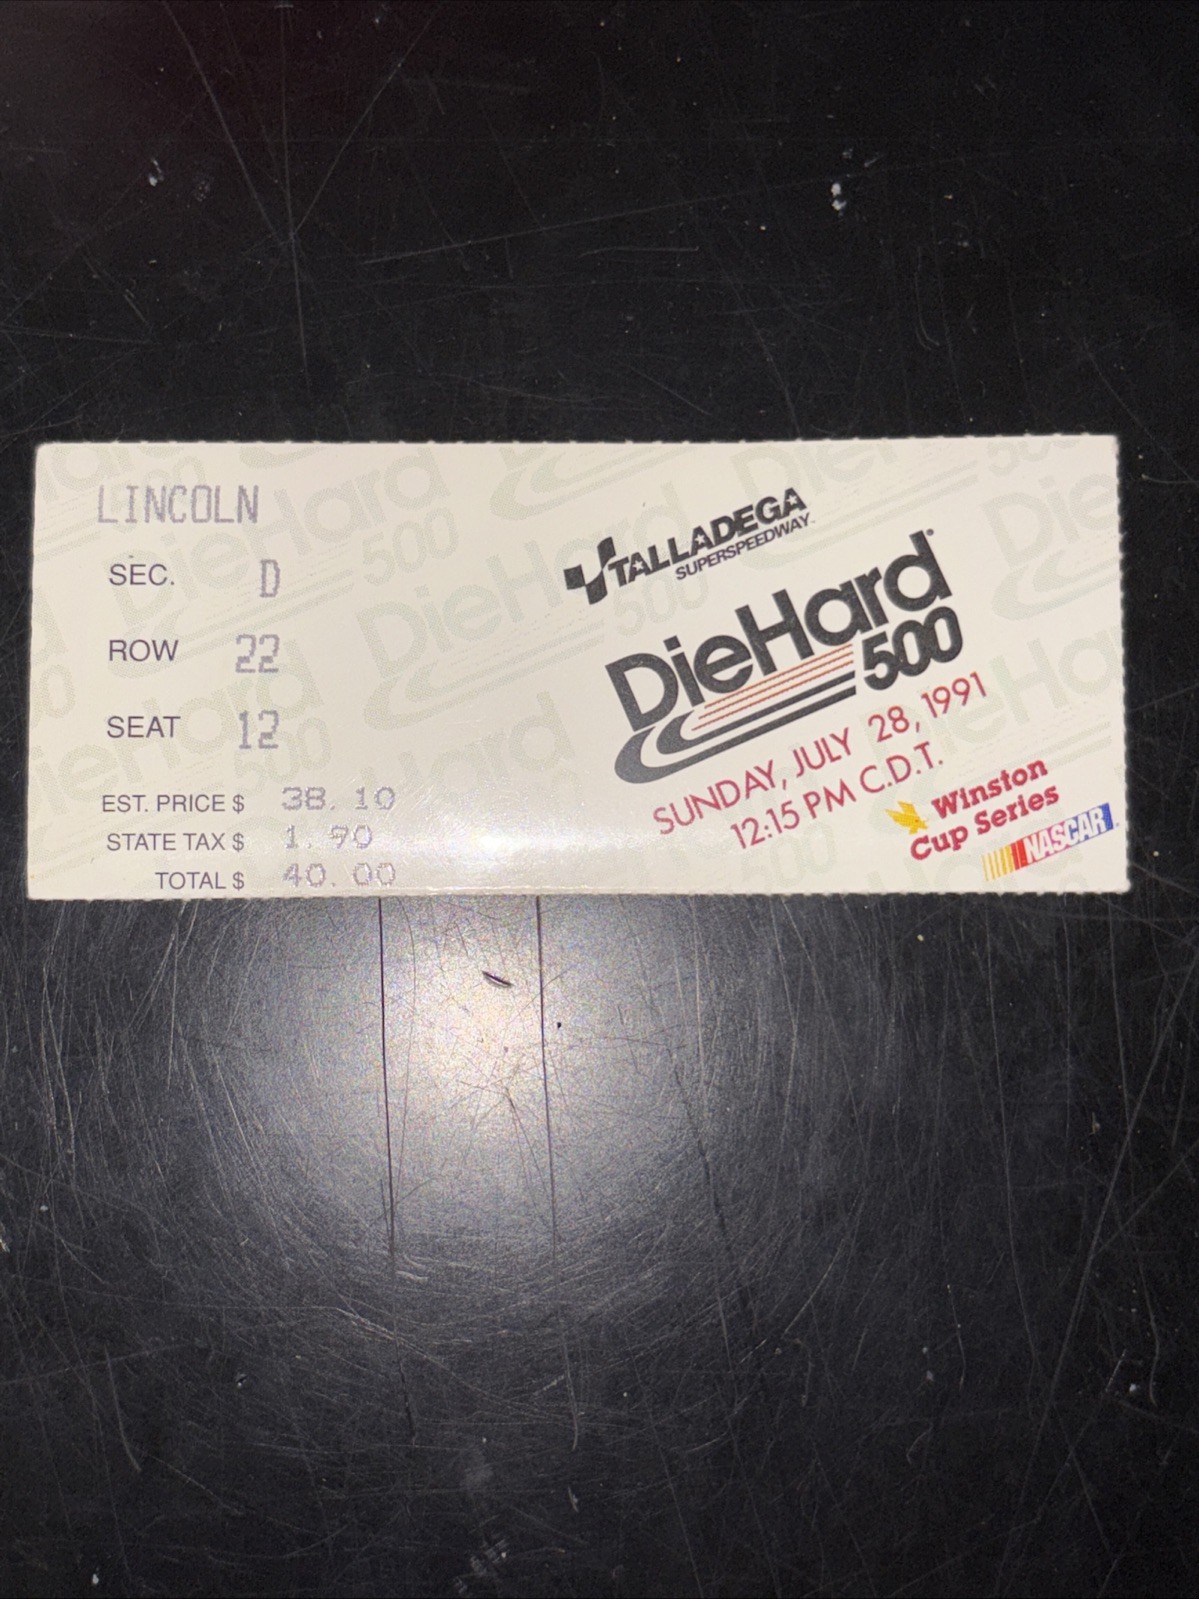 LINCOLN
SEC. D
ROW 22
SEAT 12
EST. PRICE $ 38.10
STATE TAX $ 1.90
TOTAL $ 40.00
TALLADEGA
SUPERSPEEDWAY
DieHard
500
SUNDAY, JULY 28, 1991
12:15 PM C.D.T.
Winston
Cup Series
NASCAR